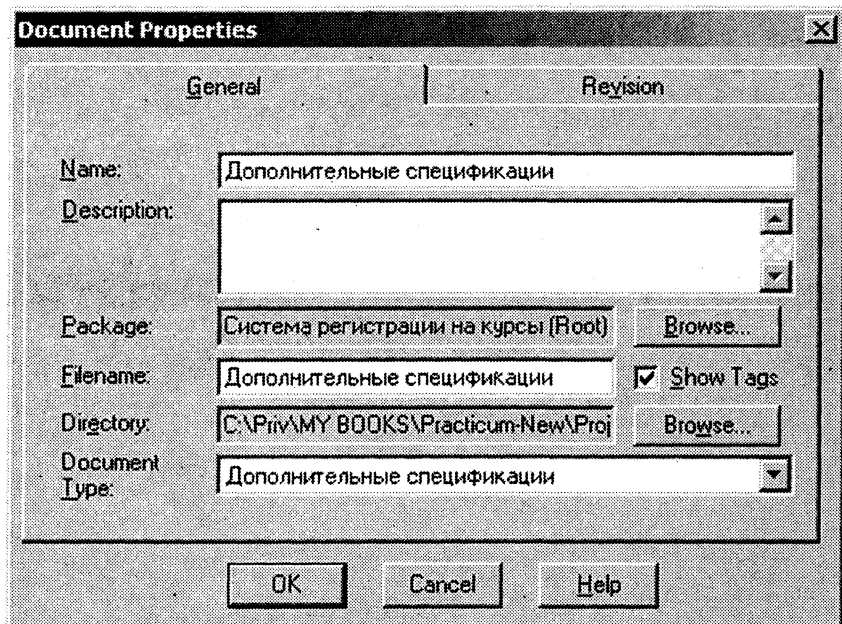 Document Properties
General Revision
Name: Дополнительные спецификации
Description:
Package: Система регистрации на курсы (Root) Browse...
Filename: Дополнительные спецификации Show Tags
Directory: C:\Priv\MY BOOKS\Practicum-New\Proj Browse...
Document
Type: Дополнительные спецификации
OK Cancel Help